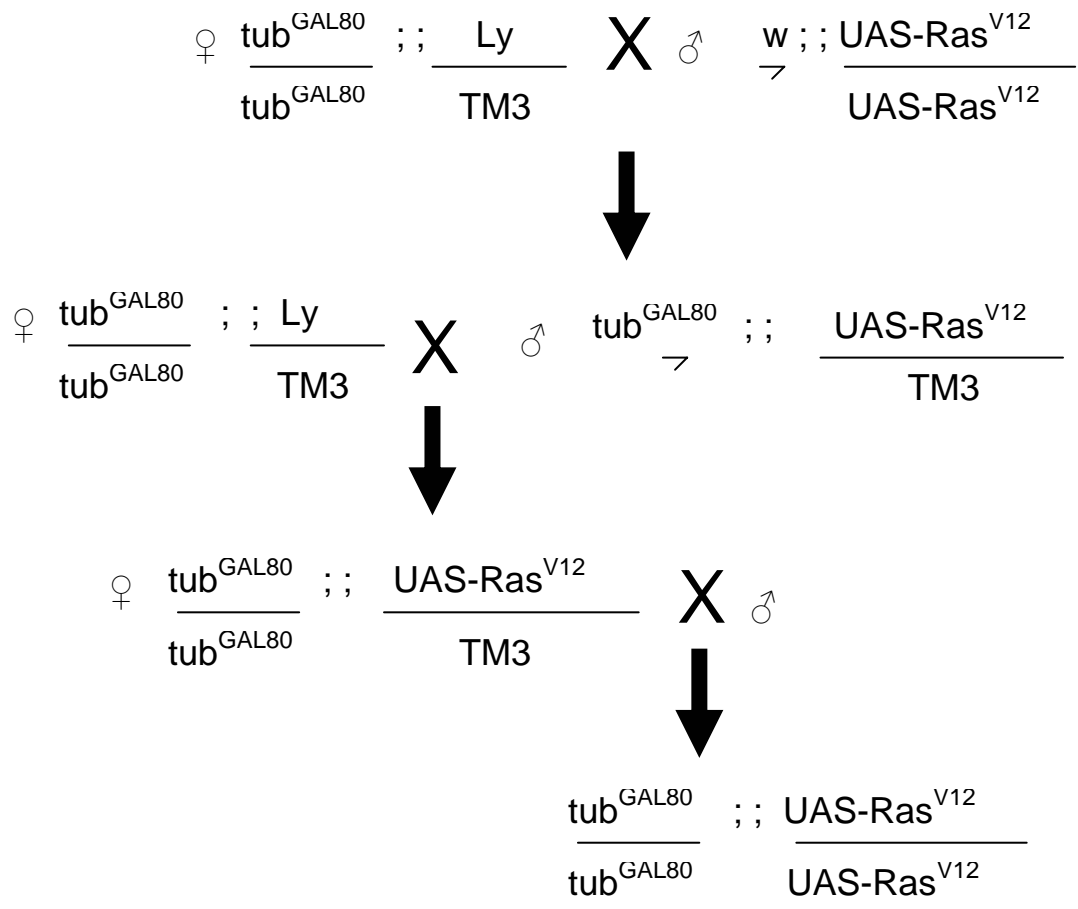 ♀ tub^GAL80 ; ; Ly X ♂ w ; ; UAS-Ras^V12
tub^GAL80 TM3 UAS-Ras^V12
♀ tub^GAL80 ; ; Ly X ♂ tub^GAL80 ; ; UAS-Ras^V12
tub^GAL80 TM3 TM3
♀ tub^GAL80 ; ; UAS-Ras^V12 X ♂
tub^GAL80 TM3
tub^GAL80 ; ; UAS-Ras^V12
tub^GAL80 UAS-Ras^V12